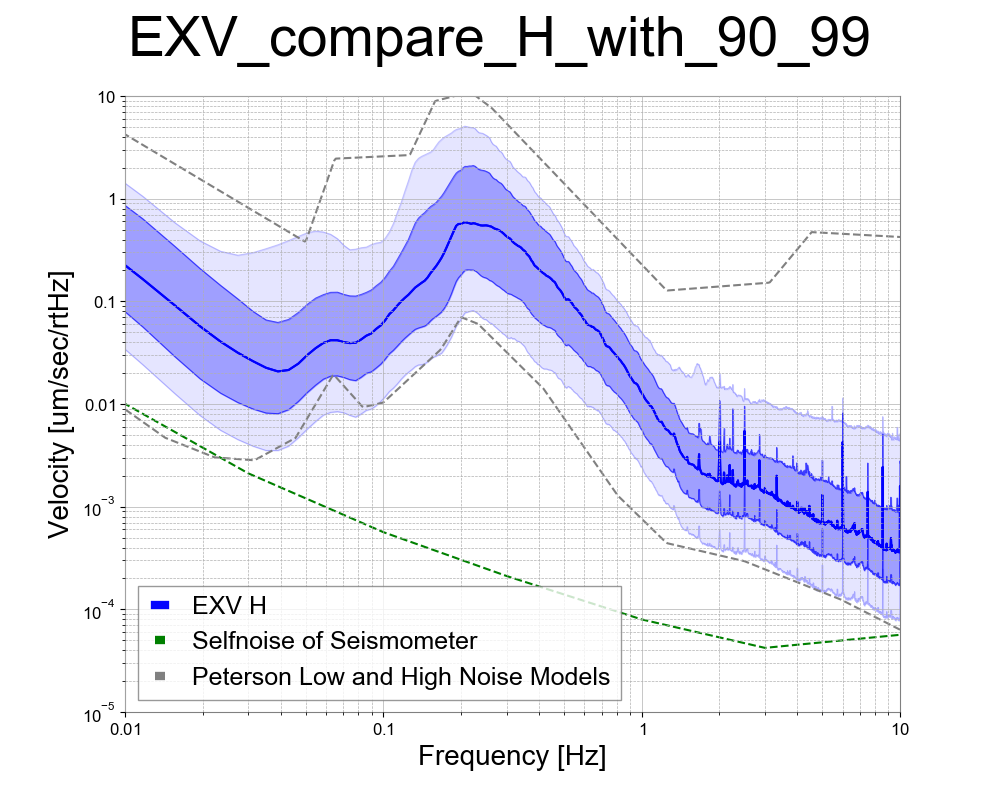 EXV_compare_H_with_90_99
Velocity [um/sec/rtHz]
10
1
0.1
0.01
10⁻³
10⁻⁴
10⁻⁵
EXV H
Selfnoise of Seismometer
Peterson Low and High Noise Models
0.01 0.1 1 10
Frequency [Hz]